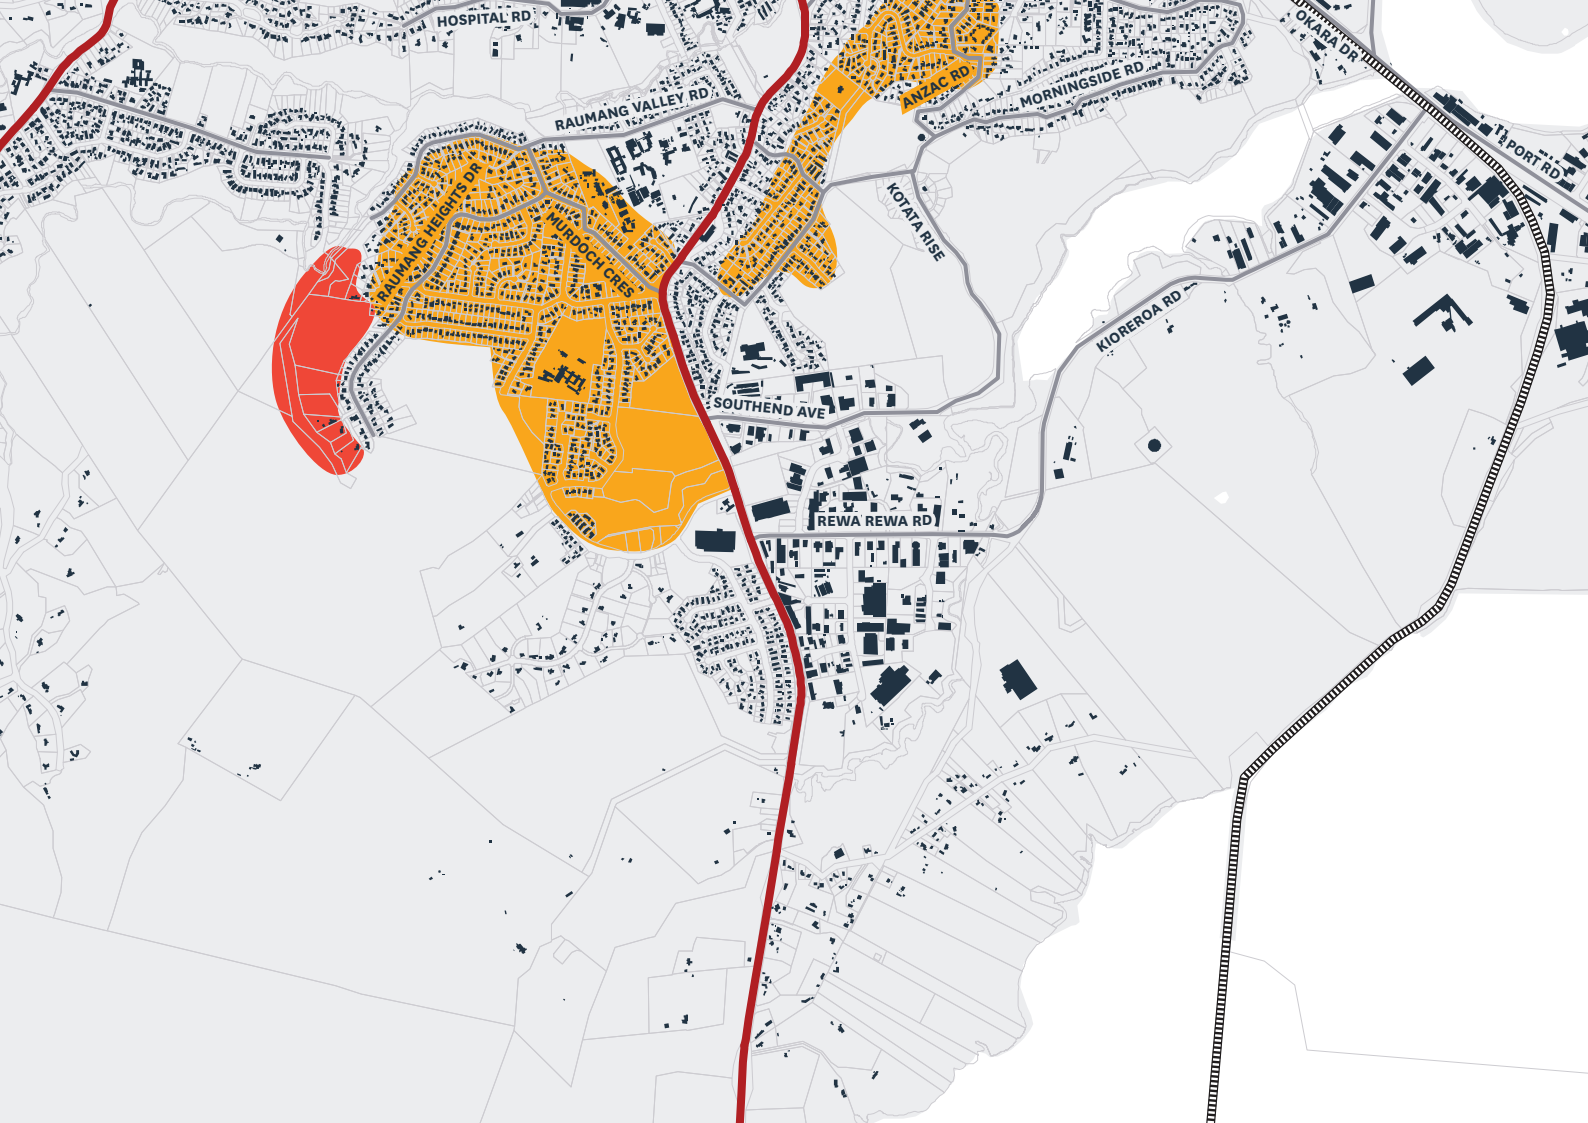 HOSPITAL RD
OKARA DR
ANZAC RD
MORNINGSIDE RD
RAUMANG VALLEY RD
PORT RD
RAUMANG HEIGHTS DR
MURDOCH CRES
KOTATA RISE
KIOREROA RD
SOUTHEND AVE
REWA REWA RD